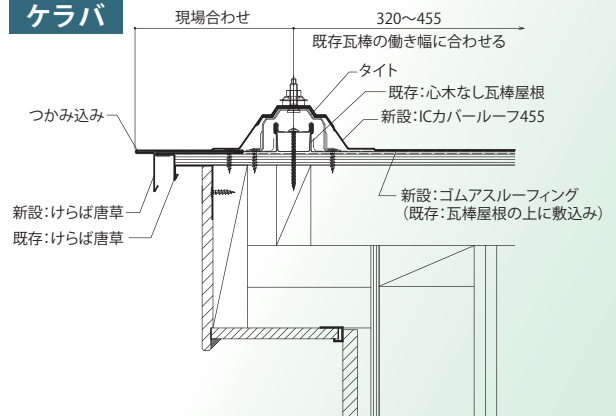 ケラバ
現場合わせ
320〜455
既存瓦棒の働き幅に合わせる
タイト
既存:心木なし瓦棒屋根
新設:ICカバールーフ455
つかみ込み
新設:けらば唐草
既存:けらば唐草
新設:ゴムアスルーフィング
(既存:瓦棒屋根の上に敷込み)